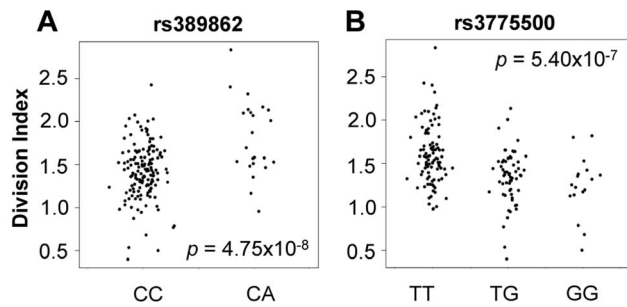 A rs389862
B rs3775500
Division Index
2.5
2.0
1.5
1.0
0.5
p = 4.75x10-8
CC CA
2.5
2.0
1.5
1.0
0.5
p = 5.40x10-7
TT TG GG